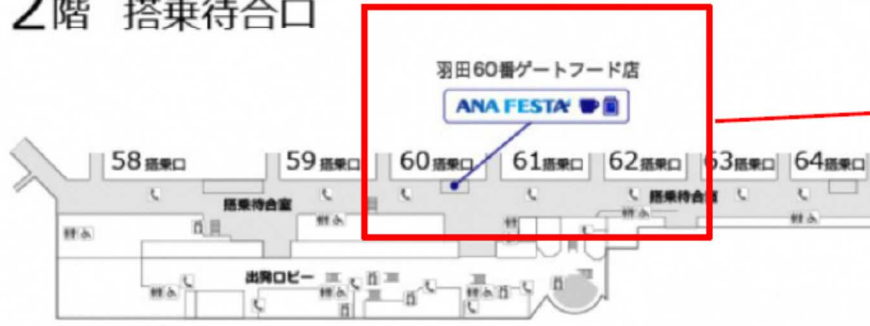 2階 搭乗待合口
羽田60番ゲートフード店
ANA FESTA
58搭乗口 59搭乗口 60搭乗口 61搭乗口 62搭乗口 63搭乗口 64搭乗口
搭乗待合室 搭乗待合室
出発ロビー